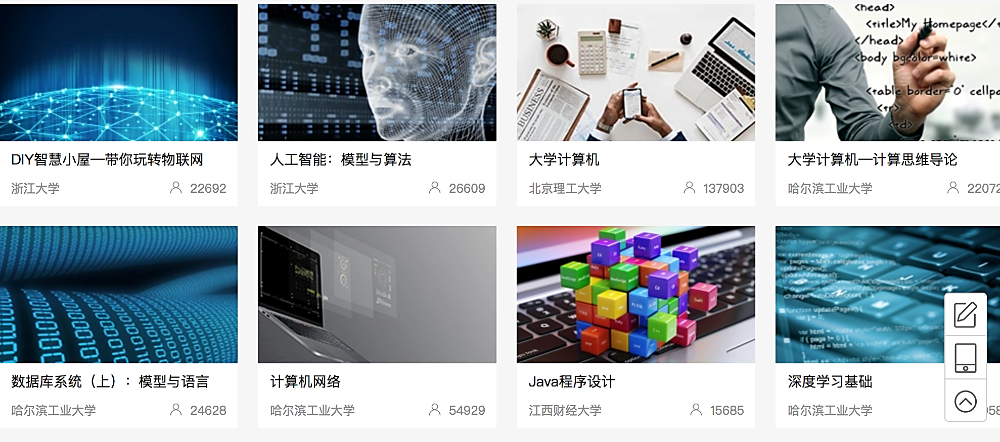 <head>
<title>My Homepage</
</head>
<body bgcolor=white>
<table border='0' cellpa
<tr>
<td>
BUSINESS
DIY智慧小屋—带你玩转物联网
浙江大学 22692
人工智能：模型与算法
浙江大学 26609
大学计算机
北京理工大学 137903
大学计算机—计算思维导论
哈尔滨工业大学 22072
数据库系统（上）：模型与语言
哈尔滨工业大学 24628
计算机网络
哈尔滨工业大学 54929
Java程序设计
江西财经大学 15685
深度学习基础
哈尔滨工业大学 58